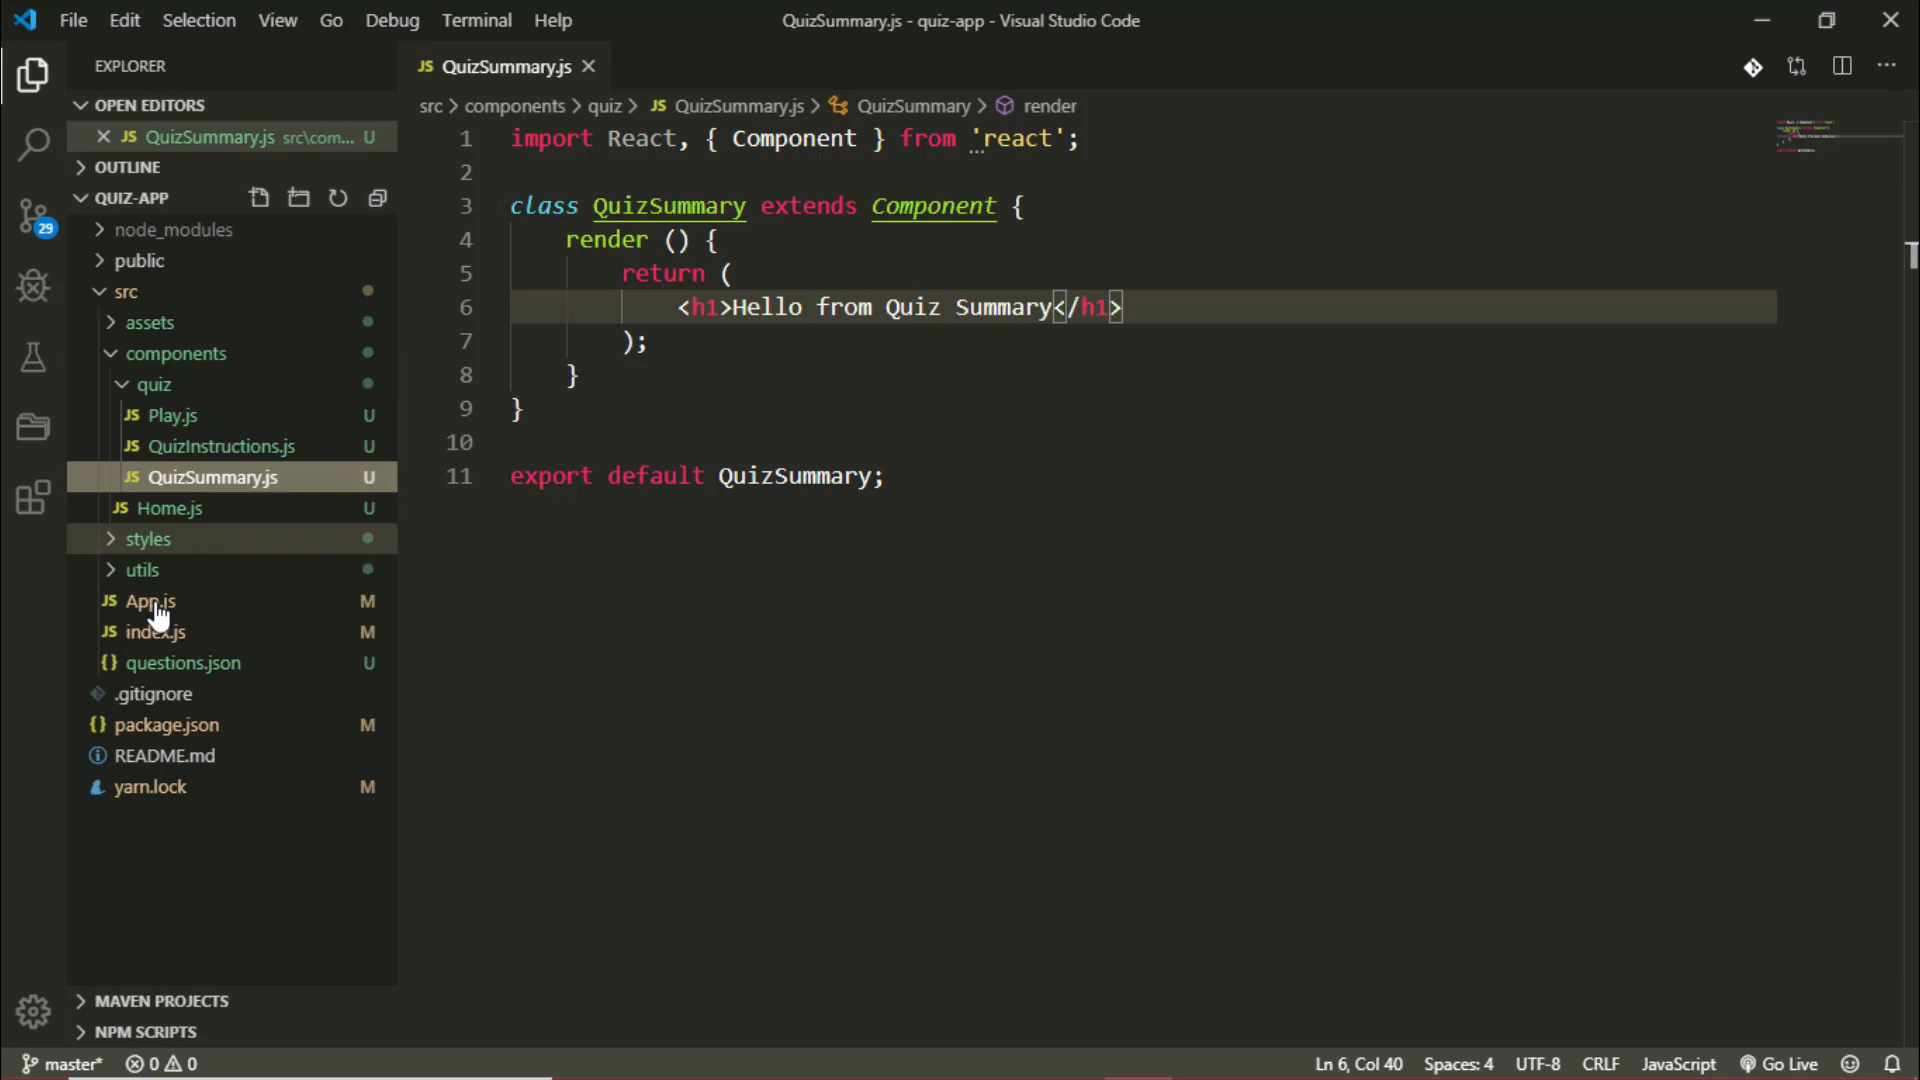 File Edit Selection View Go Debug Terminal Help QuizSummary.js - quiz-app - Visual Studio Code
EXPLORER
JS QuizSummary.js
OPEN EDITORS
JS QuizSummary.js src\com... U
OUTLINE
QUIZ-APP
29
node_modules
public
src
assets
components
quiz
JS Play.js U
JS QuizInstructions.js U
JS QuizSummary.js U
JS Home.js U
styles
utils
JS App.js M
JS index.js M
{} questions.json U
.gitignore
{} package.json M
README.md
yarn.lock M
MAVEN PROJECTS
NPM SCRIPTS
src > components > quiz > JS QuizSummary.js > QuizSummary > render
1 import React, { Component } from 'react';
2
3 class QuizSummary extends Component {
4 render () {
5 return (
6 <h1>Hello from Quiz Summary</h1>
7 );
8 }
9 }
10
11 export default QuizSummary;
master* 0 0 Ln 6, Col 40 Spaces: 4 UTF-8 CRLF JavaScript Go Live